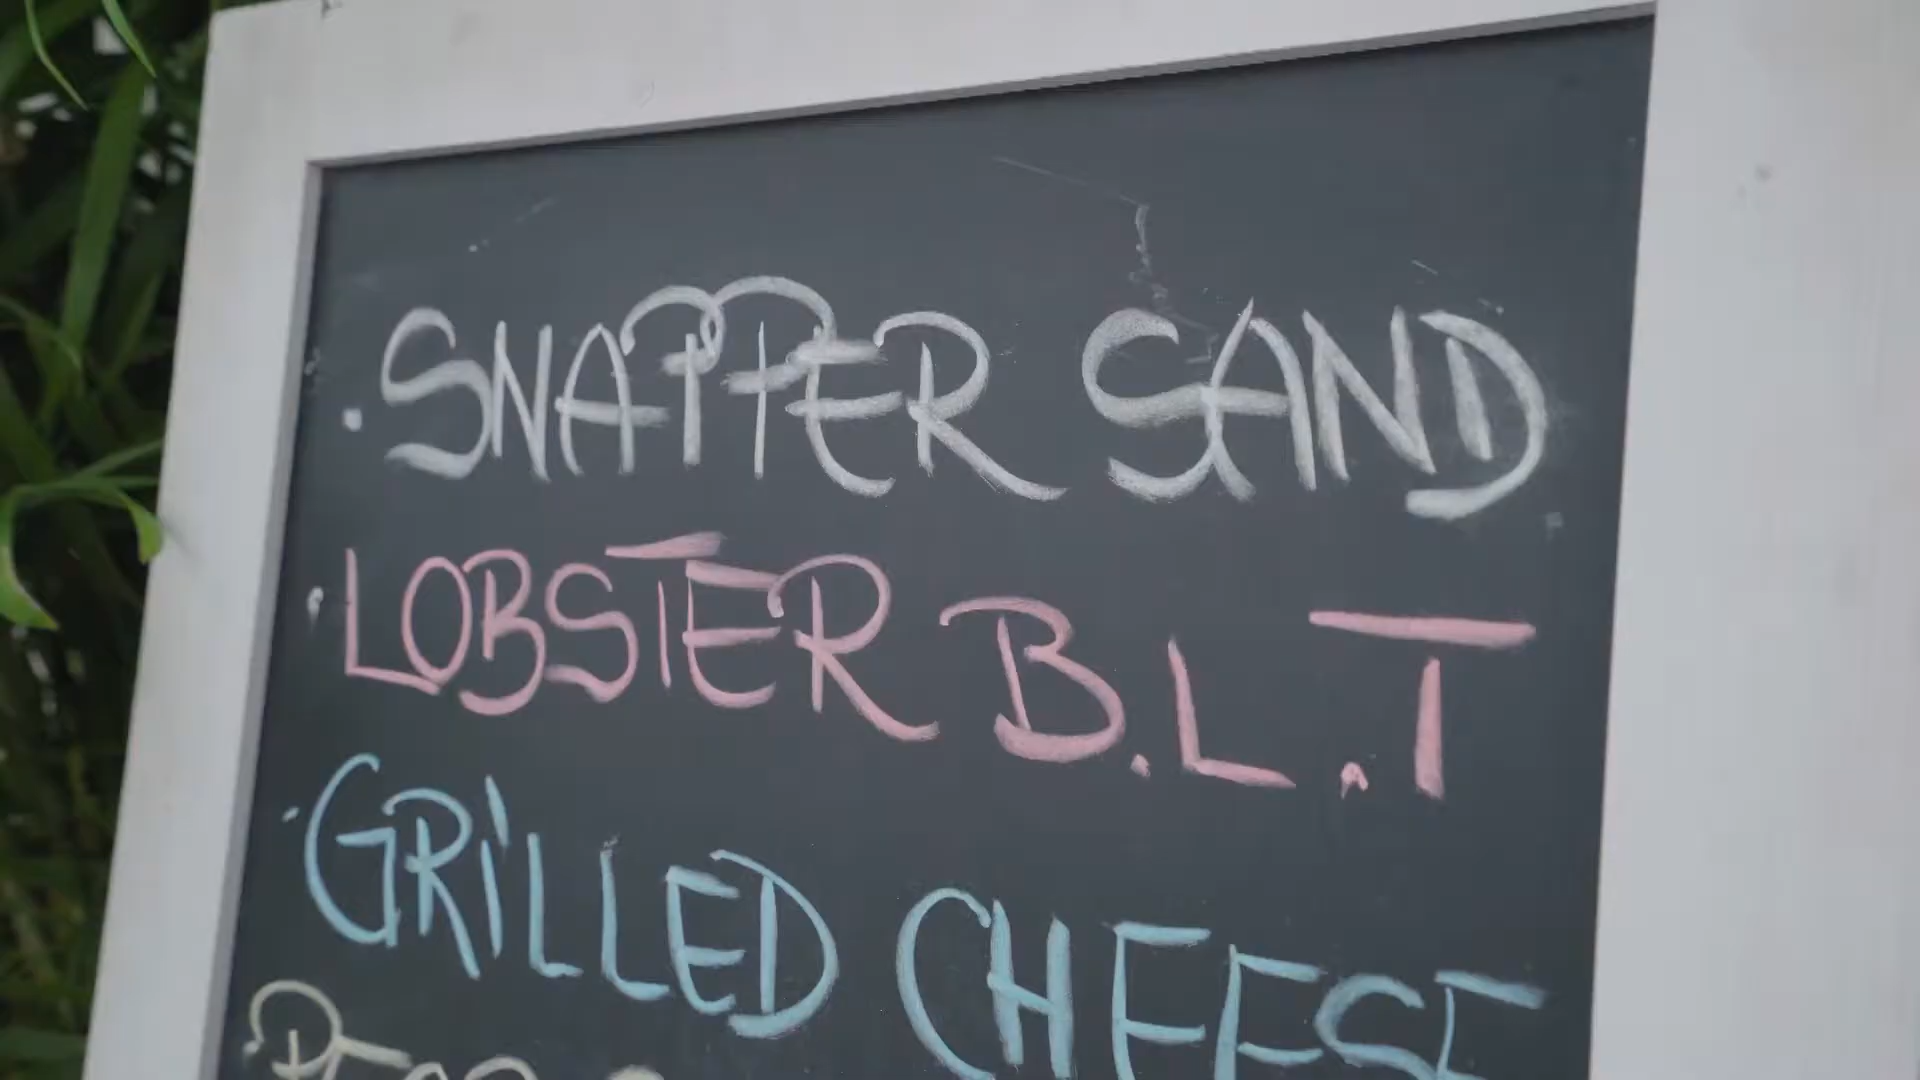 · SNAPPER SAND
· LOBSTER B.L.T
· GRILLED CHEESE